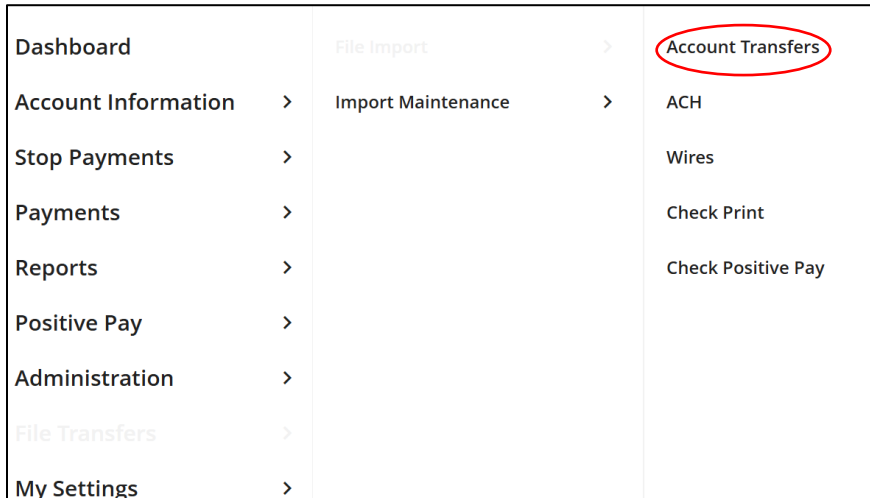 Dashboard
Account Information
Stop Payments
Payments
Reports
Positive Pay
Administration
File Transfers
My Settings
File Import
Import Maintenance
Account Transfers
ACH
Wires
Check Print
Check Positive Pay